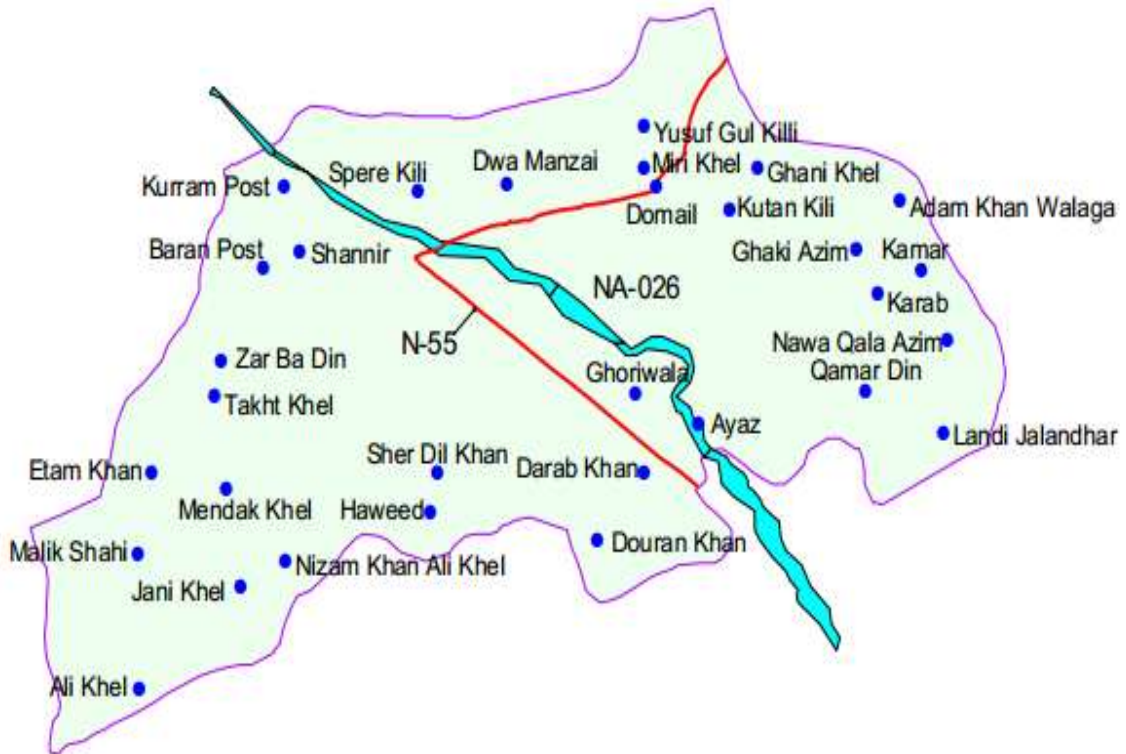 Yusuf Gul Killi
Miri Khel
Dwa Manzai
Spere Kili
Kurram Post
Ghani Khel
Domail
Kutan Kili
Adam Khan Walaga
Baran Post
Shannir
Ghaki Azim
Kamar
NA-026
Karab
N-55
Nawa Qala Azim
Zar Ba Din
Ghoriwala
Qamar Din
Takht Khel
Ayaz
Landi Jalandhar
Etam Khan
Sher Dil Khan
Darab Khan
Mendak Khel
Haweed
Malik Shahi
Douran Khan
Nizam Khan Ali Khel
Jani Khel
Ali Khel